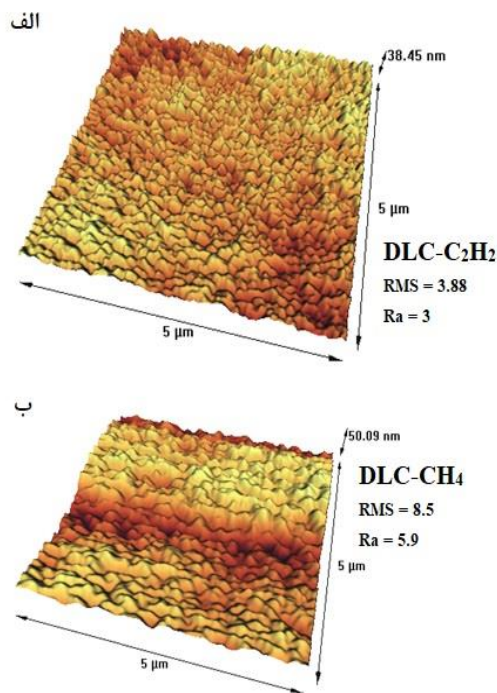 الف
38.45 nm
5 µm
DLC-C₂H₂
RMS = 3.88
Ra = 3
5 µm
ب
50.09 nm
DLC-CH₄
RMS = 8.5
Ra = 5.9
5 µm
5 µm